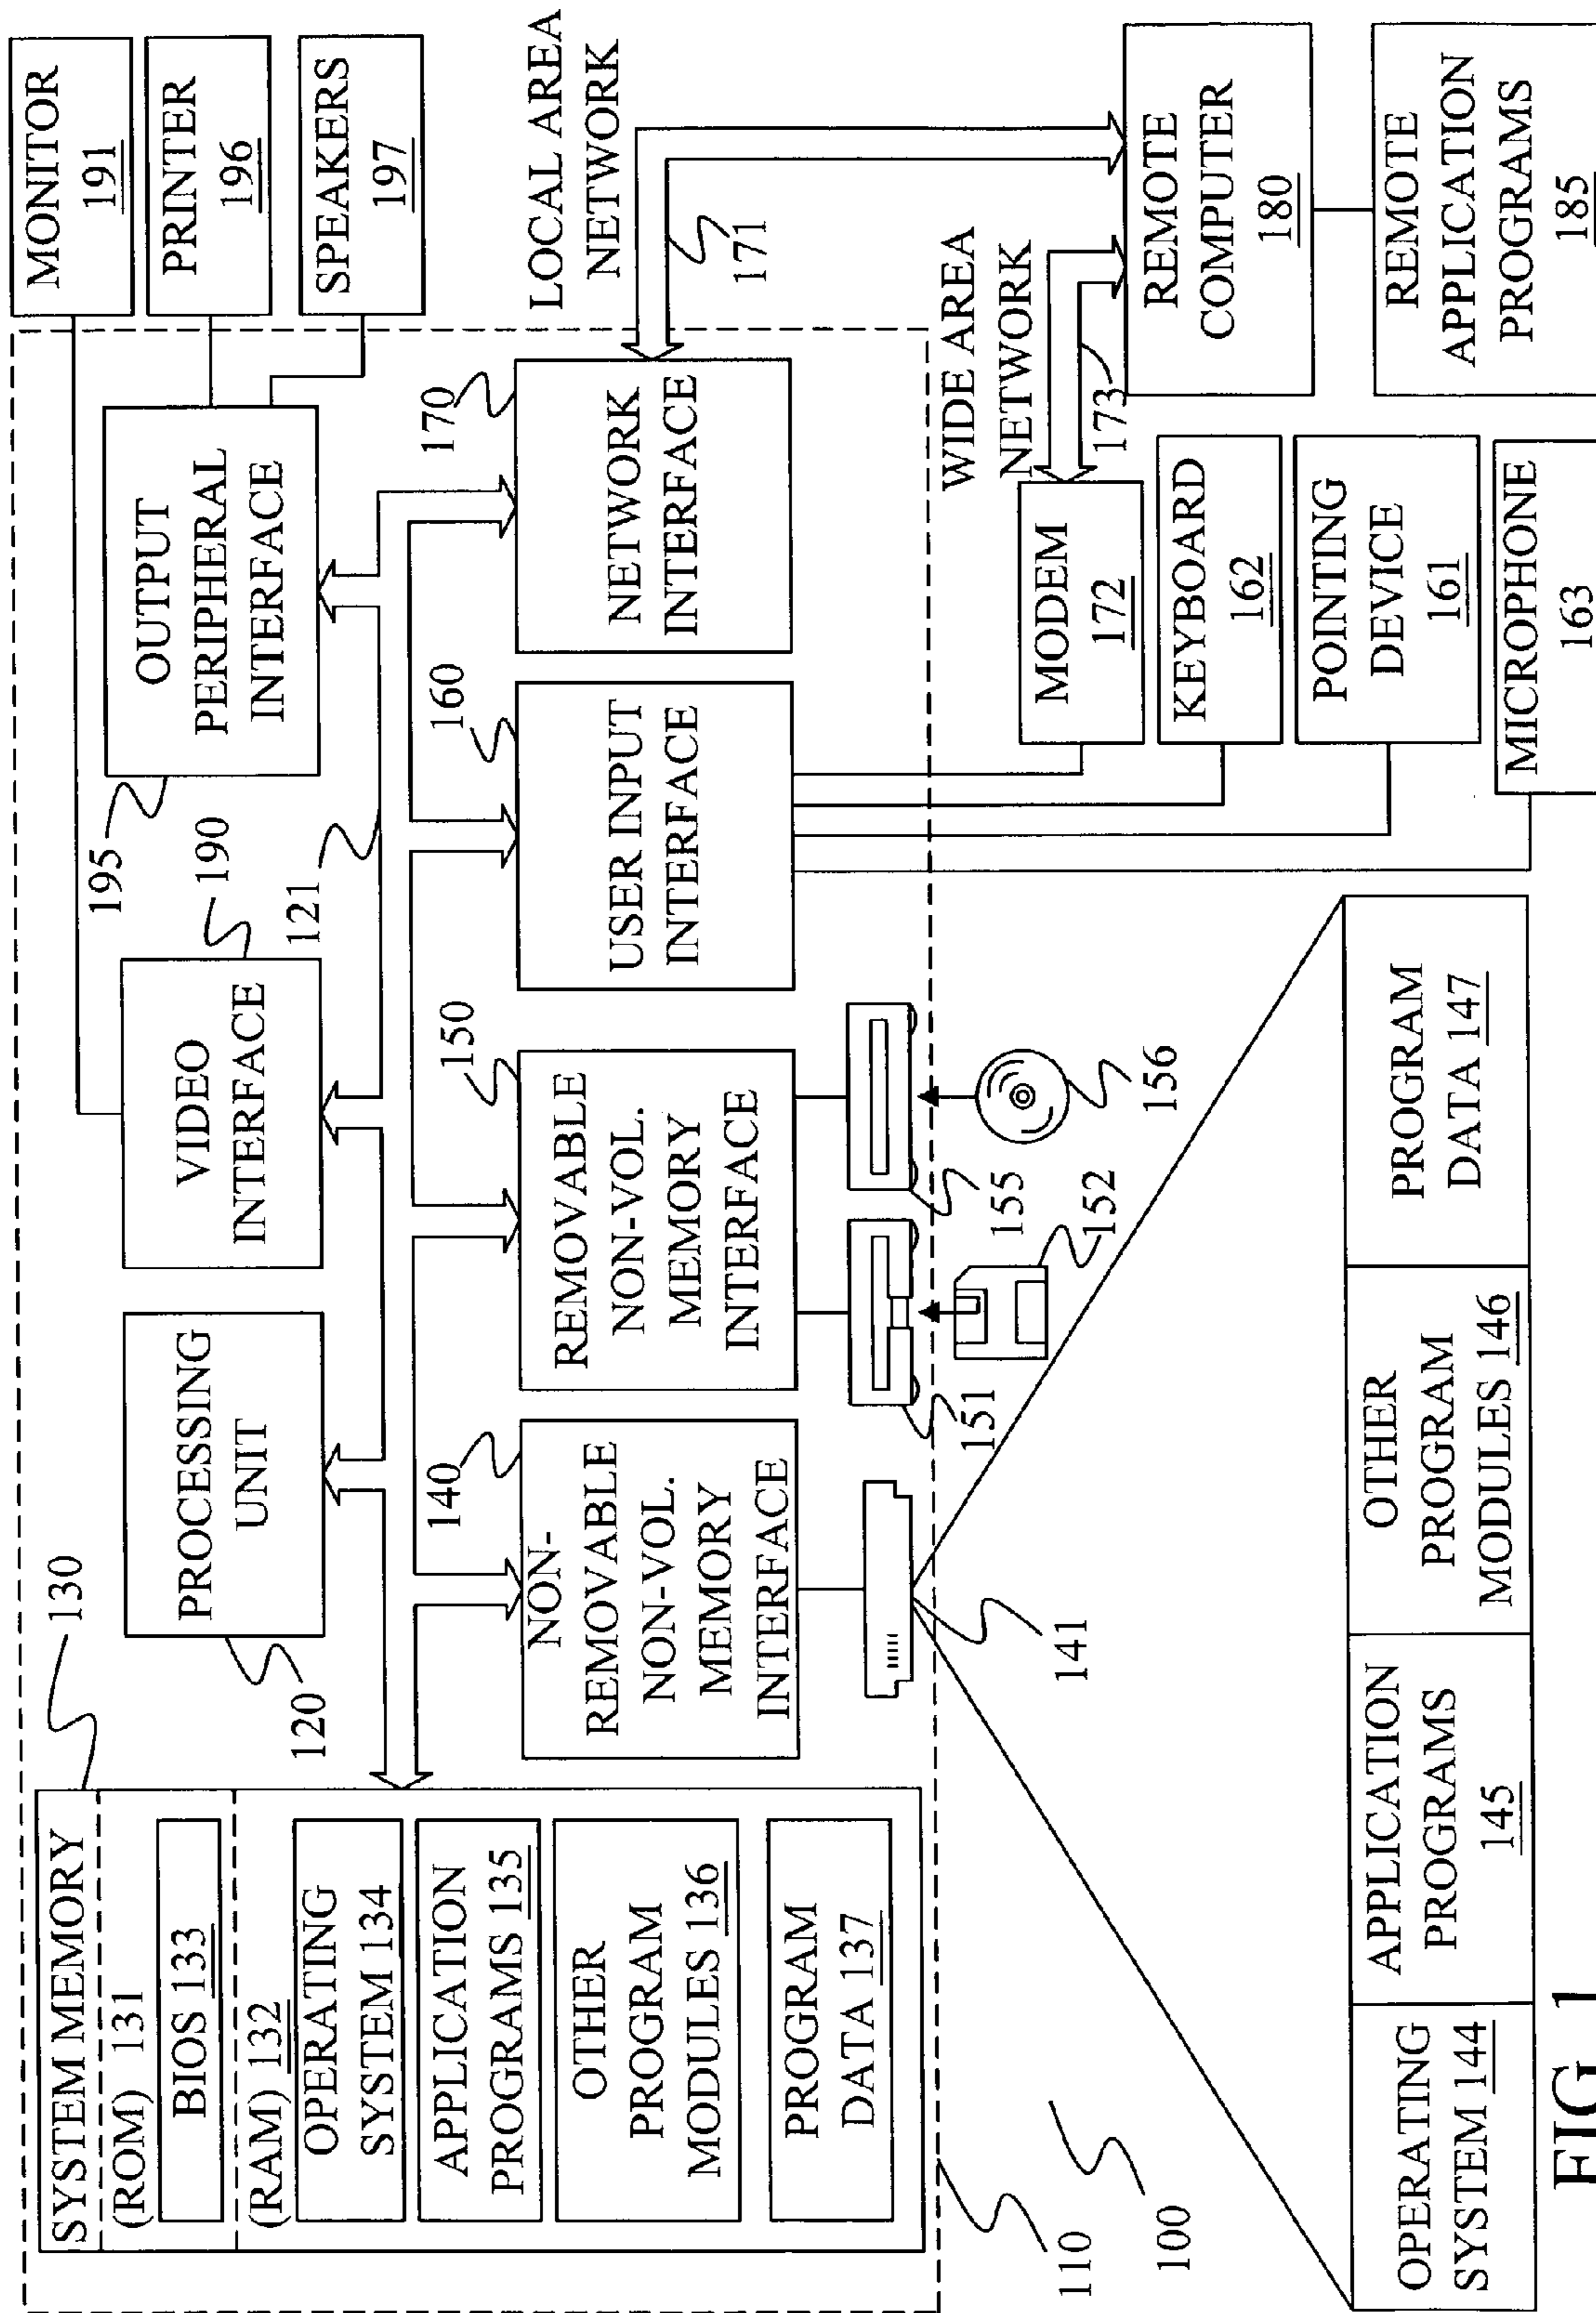 SYSTEM MEMORY
(ROM) 131
BIOS 133
(RAM) 132
OPERATING
SYSTEM 134
APPLICATION
PROGRAMS 135
OTHER
PROGRAM
MODULES 136
PROGRAM
DATA 137
130
PROCESSING
UNIT
120
VIDEO
INTERFACE
190
121
OUTPUT
PERIPHERAL
INTERFACE
195
MONITOR
191
PRINTER
196
SPEAKERS
197
NON-
REMOVABLE
NON-VOL.
MEMORY
INTERFACE
140
REMOVABLE
NON-VOL.
MEMORY
INTERFACE
150
USER INPUT
INTERFACE
160
NETWORK
INTERFACE
170
LOCAL AREA
NETWORK
171
141
151
152
155
156
WIDE AREA
NETWORK
173
MODEM
172
KEYBOARD
162
POINTING
DEVICE
161
MICROPHONE
163
REMOTE
COMPUTER
180
REMOTE
APPLICATION
PROGRAMS
185
110
100
OPERATING
SYSTEM 144
APPLICATION
PROGRAMS
145
OTHER
PROGRAM
MODULES 146
PROGRAM
DATA 147
FIG. 1